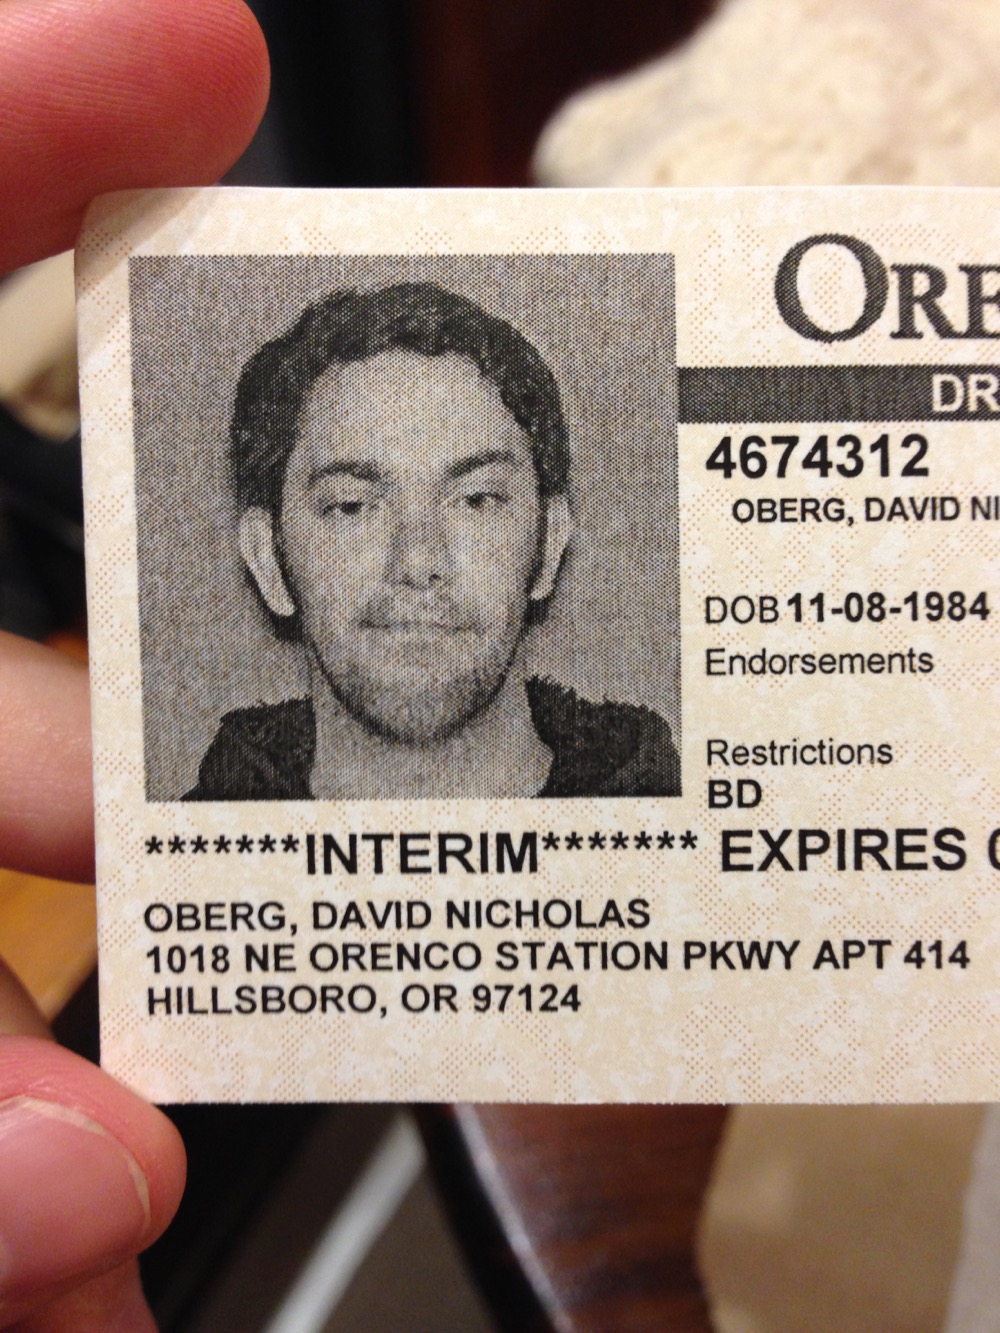 ORE
DR
4674312
OBERG, DAVID NI
DOB 11-08-1984
Endorsements
Restrictions
BD
*******INTERIM******* EXPIRES 0
OBERG, DAVID NICHOLAS
1018 NE ORENCO STATION PKWY APT 414
HILLSBORO, OR 97124